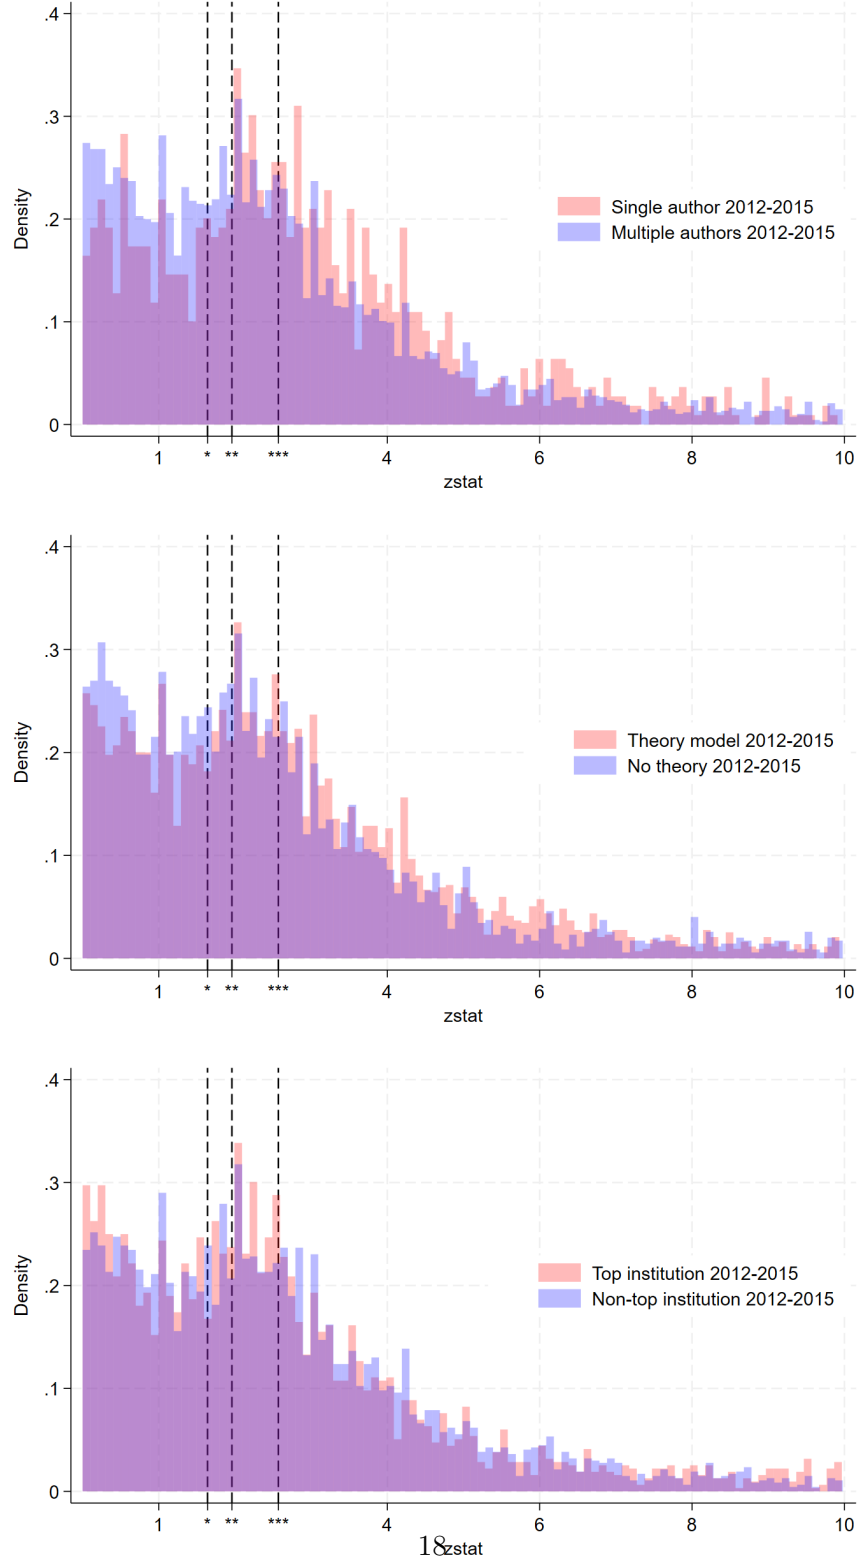 .4
.3
.2
.1
0
Density
Single author 2012-2015
Multiple authors 2012-2015
1 * ** *** 4 6 8 10
zstat
.4
.3
.2
.1
0
Density
Theory model 2012-2015
No theory 2012-2015
1 * ** *** 4 6 8 10
zstat
.4
.3
.2
.1
0
Density
Top institution 2012-2015
Non-top institution 2012-2015
1 * ** *** 4 6 8 10
zstat
18